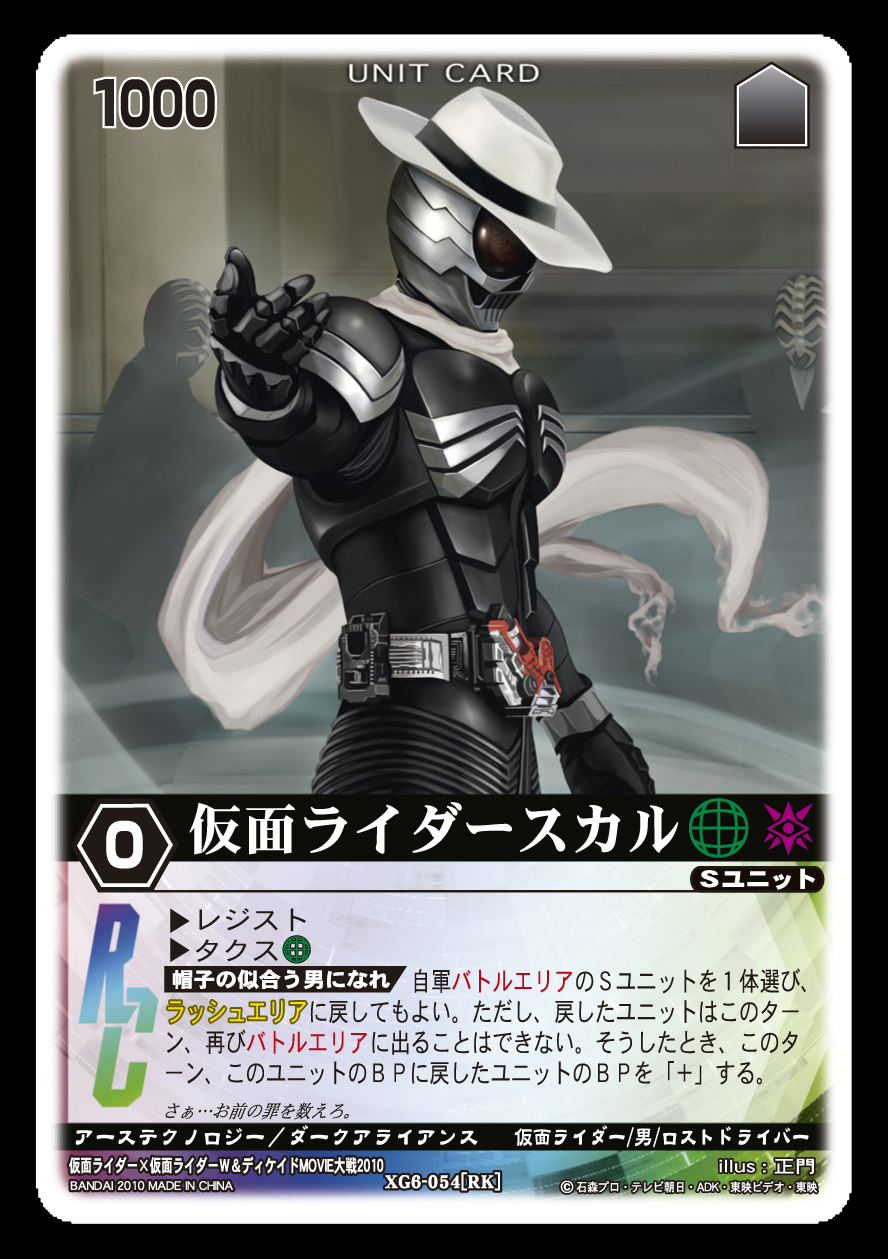 UNIT CARD
1000
0
仮面ライダースカル
Sユニット
RC
▶レジスト
▶タクス
帽子の似合う男になれ 自軍バトルエリアのSユニットを1体選び、
ラッシュエリアに戻してもよい。ただし、戻したユニットはこのター
ン、再びバトルエリアに出ることはできない。そうしたとき、このタ
ーン、このユニットのBPに戻したユニットのBPを「+」する。
さぁ…お前の罪を数えろ。
アーステクノロジー/ダークアライアンス 仮面ライダー/男/ロストドライバー
仮面ライダー×仮面ライダーW&ディケイドMOVIE大戦2010
illus:正門
BANDAI 2010 MADE IN CHINA
XG6-054[RK]
©石森プロ・テレビ朝日・ADK・東映ビデオ・東映